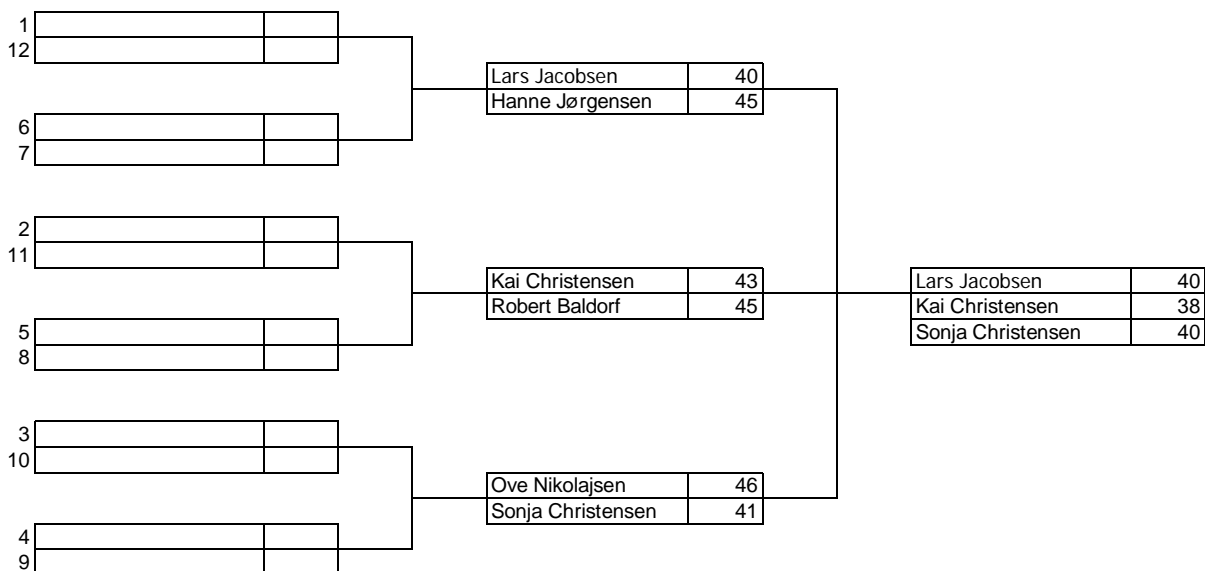 1
12
6
7
2
11
5
8
3
10
4
9
Lars Jacobsen 40
Hanne Jørgensen 45
Kai Christensen 43
Robert Baldorf 45
Ove Nikolajsen 46
Sonja Christensen 41
Lars Jacobsen 40
Kai Christensen 38
Sonja Christensen 40